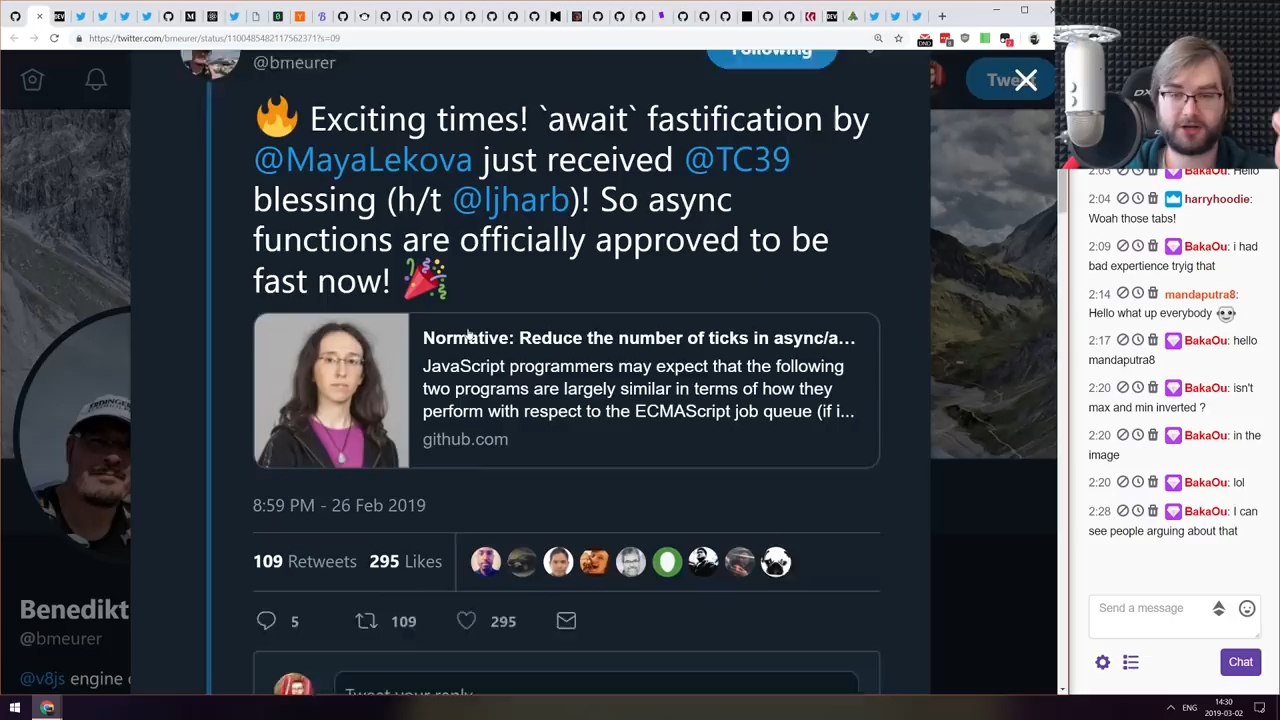 https://twitter.com/bmeurer/status/1100485482117562371?s=09
@bmeurer
Following
Tweet
🔥 Exciting times! `await` fastification by
@MayaLekova just received @TC39
blessing (h/t @ljharb)! So async
functions are officially approved to be
fast now! 🎉
Normative: Reduce the number of ticks in async/a...
JavaScript programmers may expect that the following
two programs are largely similar in terms of how they
perform with respect to the ECMAScript job queue (if i...
github.com
8:59 PM - 26 Feb 2019
109 Retweets 295 Likes
5 109 295
Tweet your reply
Benedikt
@bmeurer
@v8js engine
2:03 BakaOu: Hello
2:04 harryhoodie:
Woah those tabs!
2:09 BakaOu: i had
bad expertience tryig that
2:14 mandaputra8:
Hello what up everybody
2:17 BakaOu: hello
mandaputra8
2:20 BakaOu: isn't
max and min inverted ?
2:20 BakaOu: in the
image
2:20 BakaOu: lol
2:28 BakaOu: I can
see people arguing about that
Send a message
Chat
ENG
14:30
2019-03-02